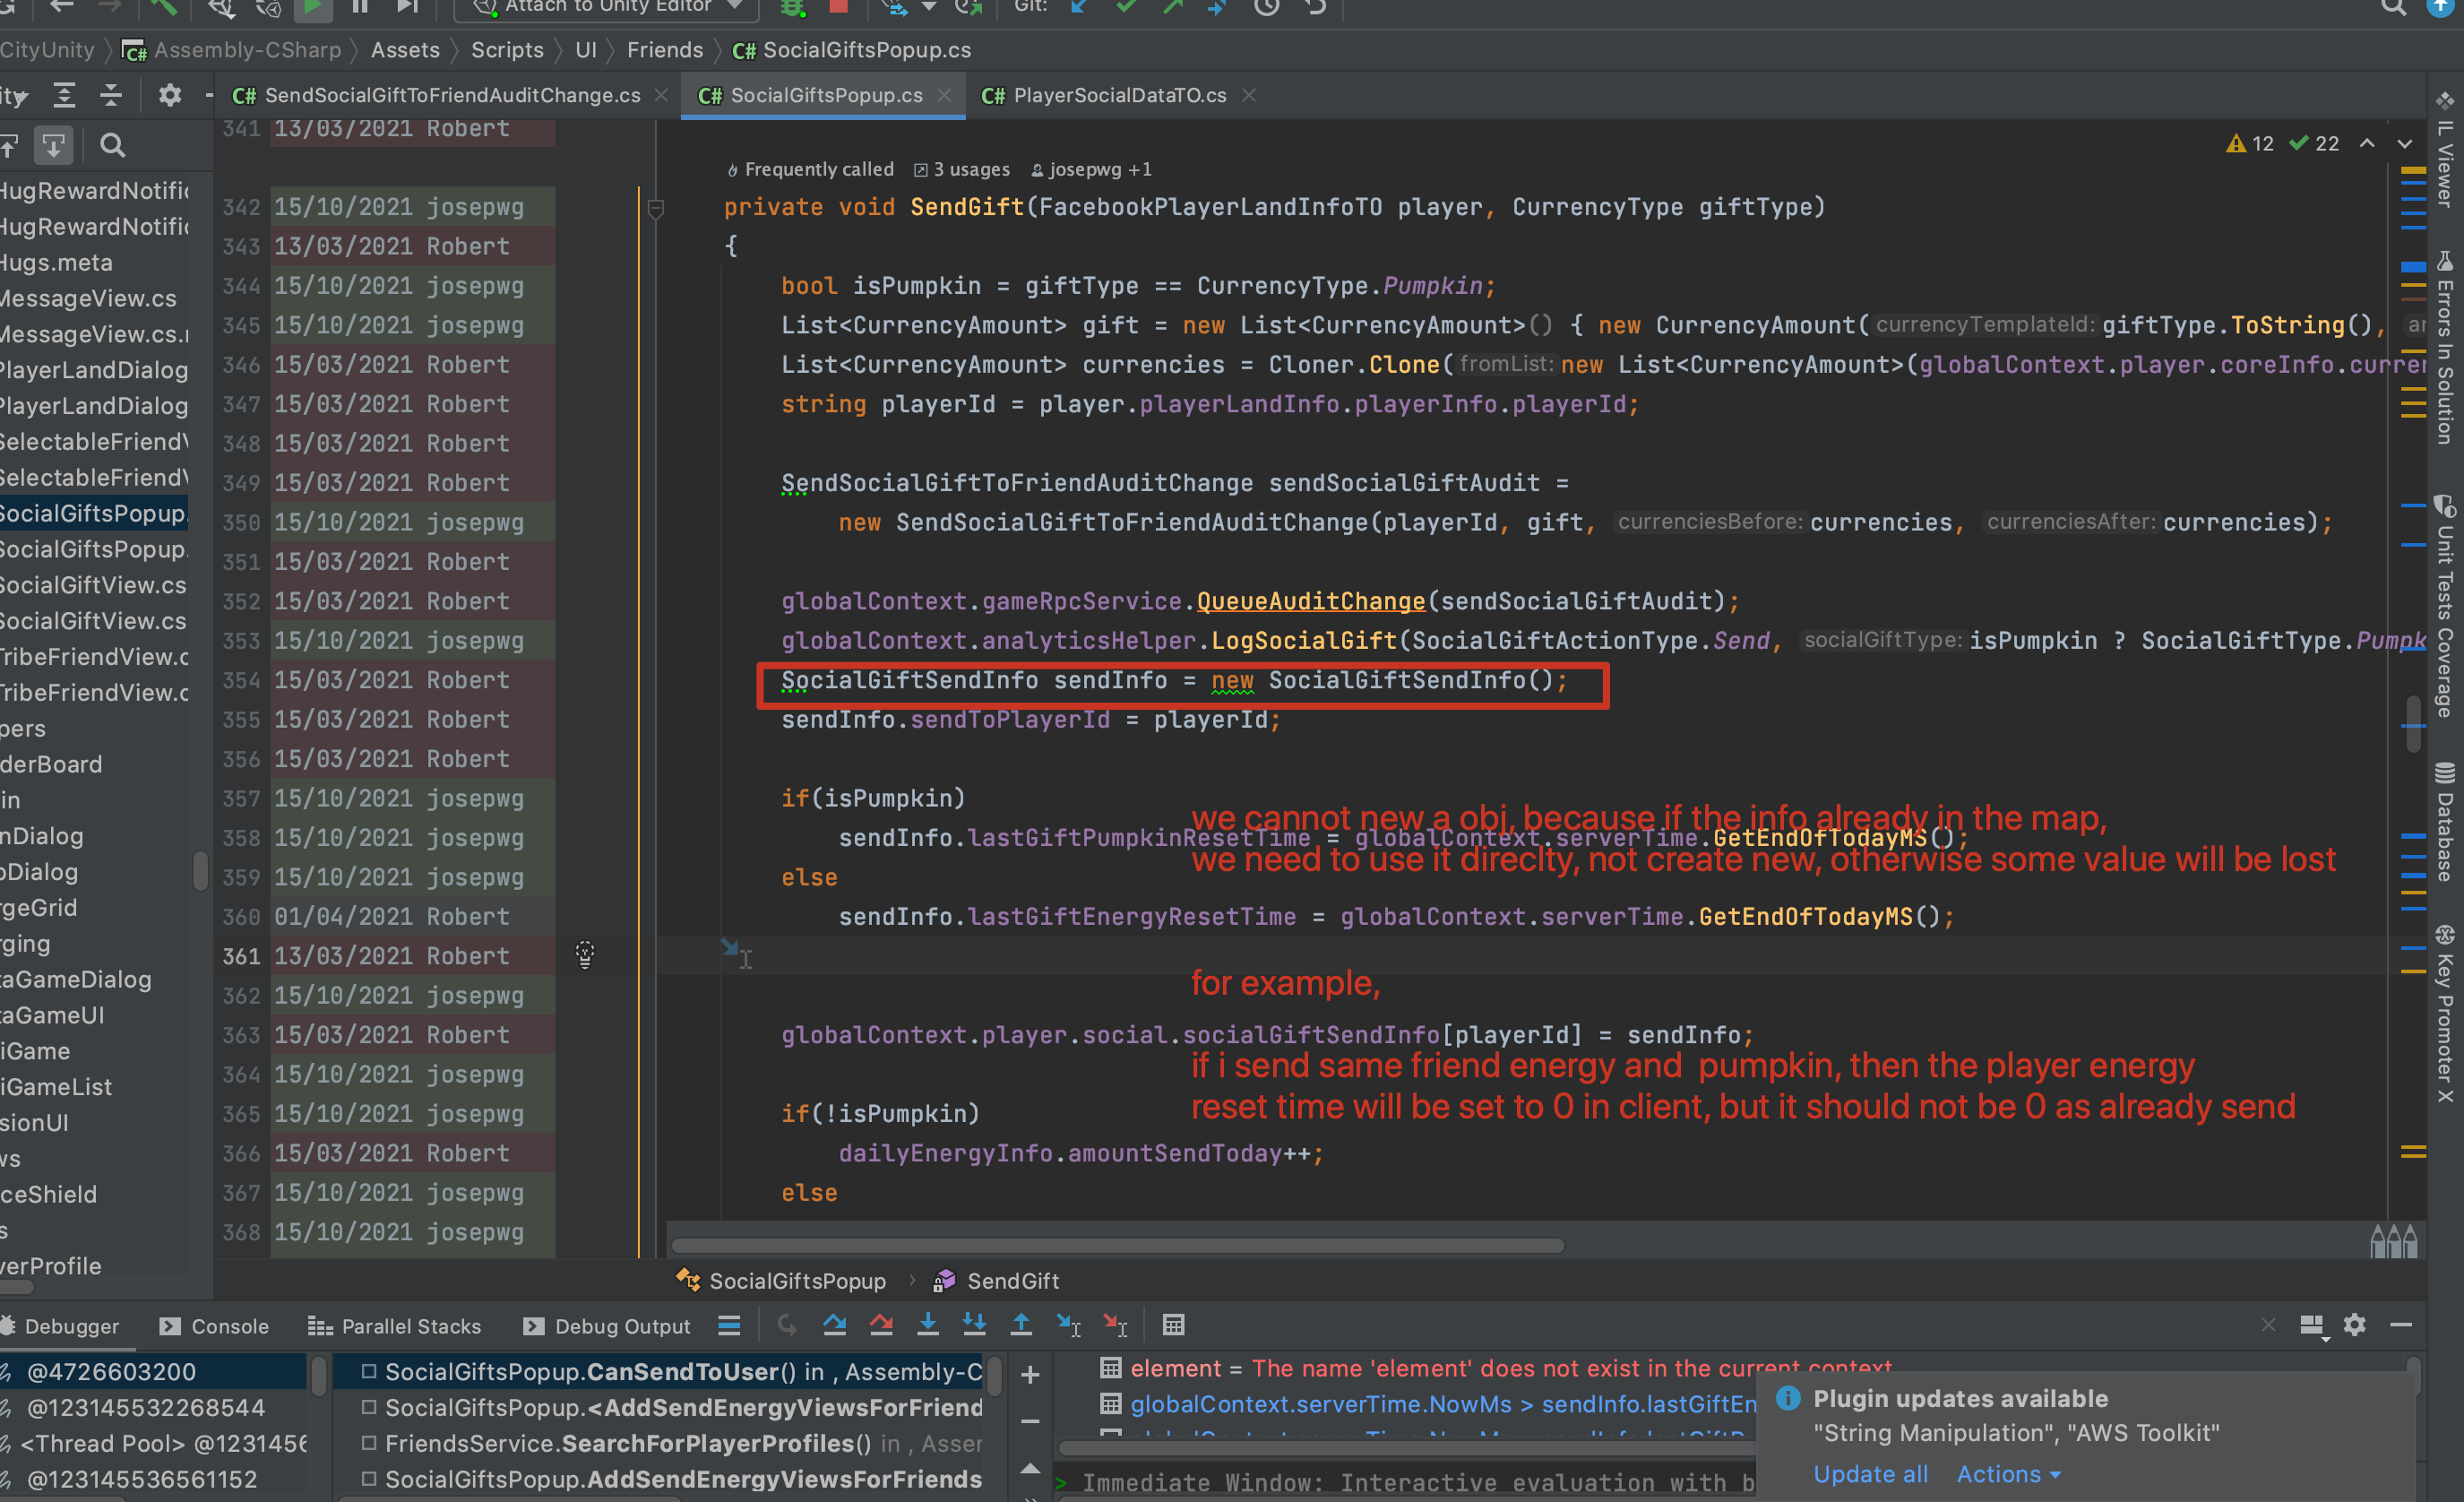 Attach to Unity Editor
Git:
CityUnity
Assembly-CSharp
Assets
Scripts
UI
Friends
C# SocialGiftsPopup.cs
C# SendSocialGiftToFriendAuditChange.cs
C# SocialGiftsPopup.cs
C# PlayerSocialDataTO.cs
341 13/03/2021 Robert
12
22
Frequently called
3 usages
josepwg +1
342 15/10/2021 josepwg private void SendGift(FacebookPlayerLandInfoTO player, CurrencyType giftType)
343 13/03/2021 Robert {
344 15/10/2021 josepwg bool isPumpkin = giftType == CurrencyType.Pumpkin;
345 15/10/2021 josepwg List<CurrencyAmount> gift = new List<CurrencyAmount>() { new CurrencyAmount( currencyTemplateId: giftType.ToString(),
346 15/03/2021 Robert List<CurrencyAmount> currencies = Cloner.Clone( fromList: new List<CurrencyAmount>(globalContext.player.coreInfo.curren
347 15/03/2021 Robert string playerId = player.playerLandInfo.playerInfo.playerId;
348 15/03/2021 Robert
349 15/03/2021 Robert SendSocialGiftToFriendAuditChange sendSocialGiftAudit =
350 15/10/2021 josepwg new SendSocialGiftToFriendAuditChange(playerId, gift, currenciesBefore: currencies, currenciesAfter: currencies);
351 15/03/2021 Robert
352 15/03/2021 Robert globalContext.gameRpcService.QueueAuditChange(sendSocialGiftAudit);
353 15/10/2021 josepwg globalContext.analyticsHelper.LogSocialGift(SocialGiftActionType.Send, socialGiftType: isPumpkin ? SocialGiftType.Pumpk
354 15/03/2021 Robert SocialGiftSendInfo sendInfo = new SocialGiftSendInfo();
355 15/03/2021 Robert sendInfo.sendToPlayerId = playerId;
356 15/03/2021 Robert
357 15/10/2021 josepwg if(isPumpkin)
we cannot new a obj, because if the info already in the map,
358 15/10/2021 josepwg sendInfo.lastGiftPumpkinResetTime = globalContext.serverTime.GetEndOfTodayMS();
we need to use it direclty, not create new, otherwise some value will be lost
359 15/10/2021 josepwg else
360 01/04/2021 Robert sendInfo.lastGiftEnergyResetTime = globalContext.serverTime.GetEndOfTodayMS();
361 13/03/2021 Robert
for example,
362 15/10/2021 josepwg
363 15/03/2021 Robert globalContext.player.social.socialGiftSendInfo[playerId] = sendInfo;
if i send same friend energy and pumpkin, then the player energy
364 15/10/2021 josepwg
365 15/10/2021 josepwg if(!isPumpkin)
reset time will be set to 0 in client, but it should not be 0 as already send
366 15/03/2021 Robert dailyEnergyInfo.amountSendToday++;
367 15/10/2021 josepwg else
368 15/10/2021 josepwg
HugRewardNotific
HugRewardNotific
Hugs.meta
MessageView.cs
MessageView.cs.r
PlayerLandDialog
PlayerLandDialog
SelectableFriendV
SelectableFriendV
SocialGiftsPopup.
SocialGiftsPopup.
SocialGiftView.cs
SocialGiftView.cs
TribeFriendView.c
TribeFriendView.c
pers
derBoard
in
nDialog
oDialog
rgeGrid
rging
taGameDialog
taGameUI
iGame
iGameList
sionUI
ws
ceShield
s
verProfile
IL Viewer
Errors In Solution
Unit Tests Coverage
Database
Key Promoter X
SocialGiftsPopup
SendGift
Debugger
Console
Parallel Stacks
Debug Output
@4726603200
@123145532268544
<Thread Pool> @1231456
@123145536561152
SocialGiftsPopup.CanSendToUser() in , Assembly-C
SocialGiftsPopup.<AddSendEnergyViewsForFriend
FriendsService.SearchForPlayerProfiles() in , Asser
SocialGiftsPopup.AddSendEnergyViewsForFriends
element = The name 'element' does not exist in the current context
globalContext.serverTime.NowMs > sendInfo.lastGiftEn
> Immediate Window: Interactive evaluation with b
Plugin updates available
"String Manipulation", "AWS Toolkit"
Update all
Actions